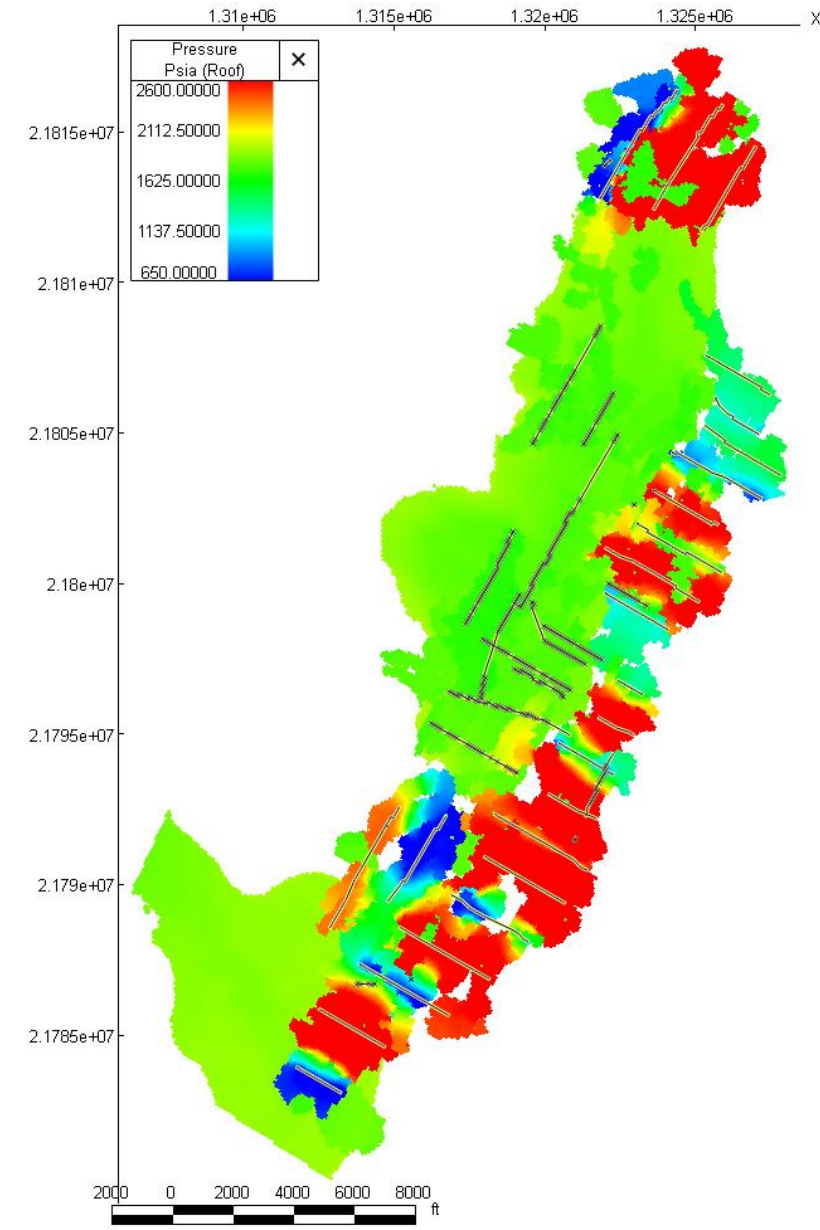 1.31e+06 1.315e+06 1.32e+06 1.325e+06 X
Pressure
Psia (Roof)
2600.00000
2112.50000
1625.00000
1137.50000
650.00000
2.1815e+07
2.181e+07
2.1805e+07
2.18e+07
2.1795e+07
2.179e+07
2.1785e+07
2000 0 2000 4000 6000 8000
ft